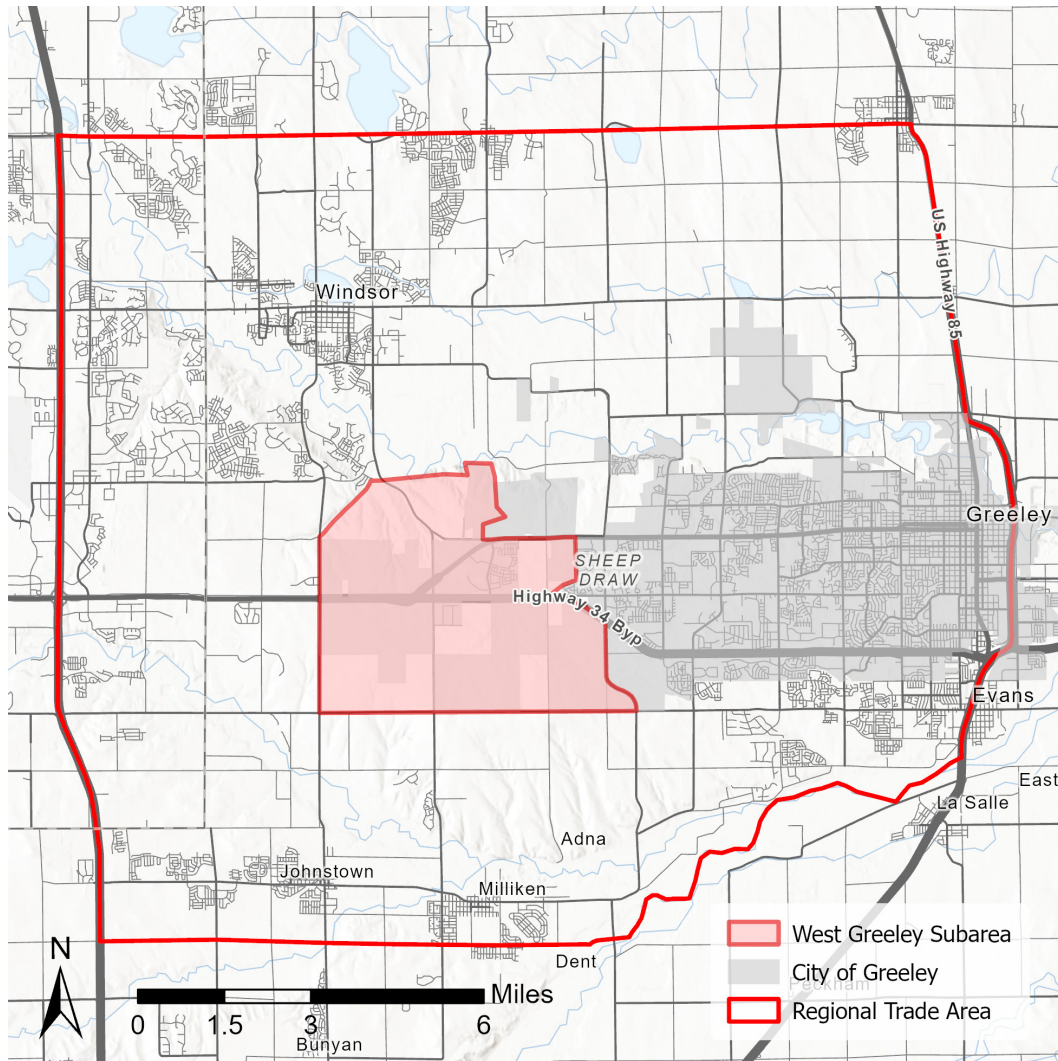 US Highway 85
Windsor
Greeley
SHEEP
DRAW
Highway 34 Byp
Evans
East
La Salle
Adna
Johnstown
Milliken
Dent
West Greeley Subarea
City of Greeley
Peckham
Regional Trade Area
N
Miles
0 1.5 3 6
Bunyan